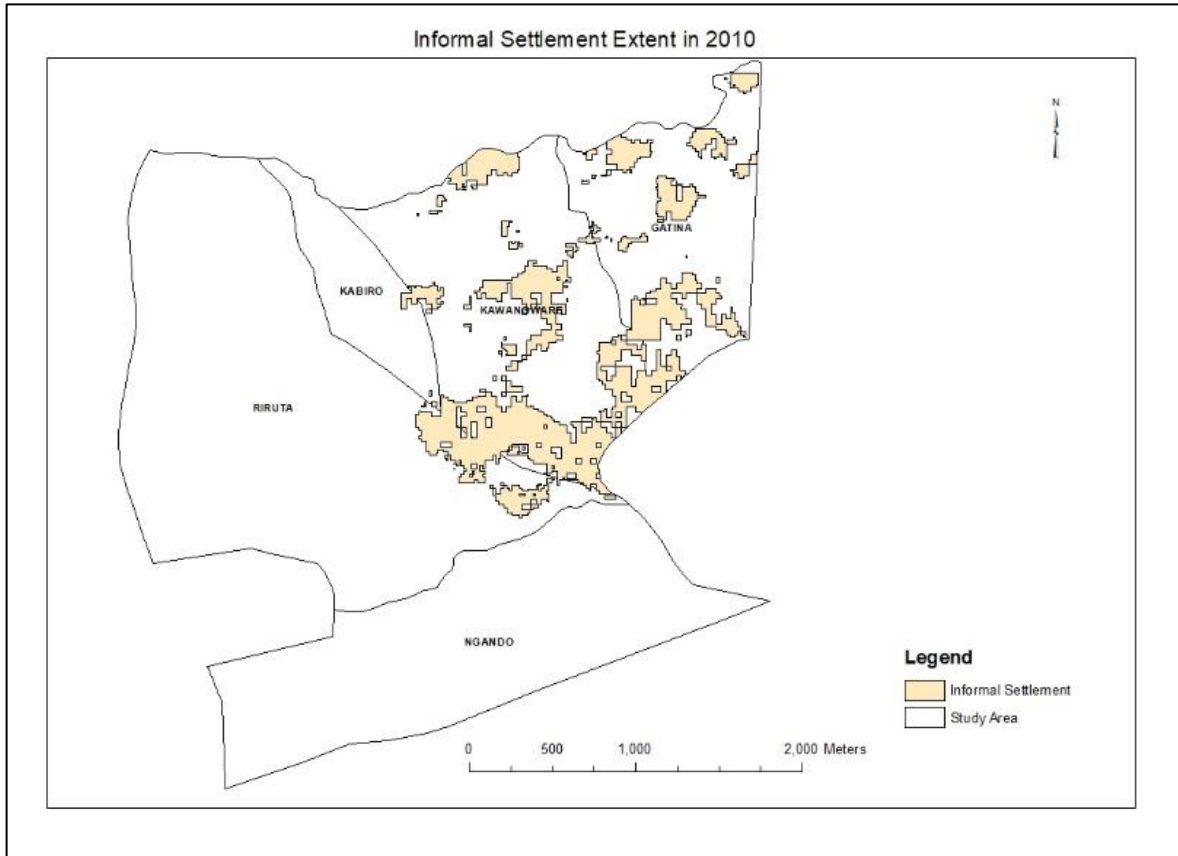 Informal Settlement Extent in 2010
N
GATINA
KABIRO
KAWANGWARE
RIRUTA
NGANDO
Legend
Informal Settlement
Study Area
0 500 1,000 2,000 Meters